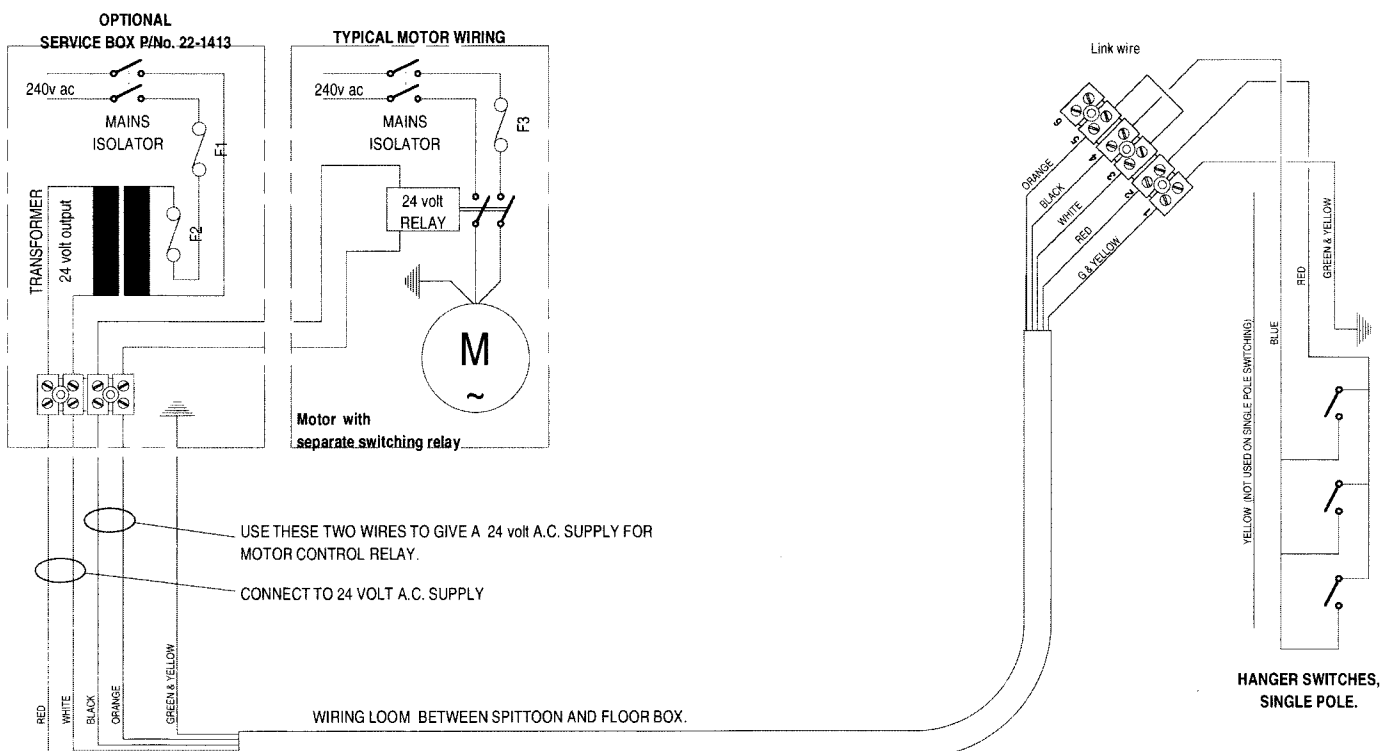 OPTIONAL
SERVICE BOX P/No. 22-1413
240v ac
MAINS
ISOLATOR
F1
F2
TRANSFORMER
24 volt output
TYPICAL MOTOR WIRING
240v ac
MAINS
ISOLATOR
F3
24 volt
RELAY
M
~
Motor with
separate switching relay
USE THESE TWO WIRES TO GIVE A 24 volt A.C. SUPPLY FOR
MOTOR CONTROL RELAY.
CONNECT TO 24 VOLT A.C. SUPPLY
RED
WHITE
BLACK
ORANGE
GREEN & YELLOW
WIRING LOOM BETWEEN SPITTOON AND FLOOR BOX.
Link wire
6
5
4
3
2
1
ORANGE
BLACK
WHITE
RED
G & YELLOW
YELLOW (NOT USED ON SINGLE POLE SWITCHING)
BLUE
RED
GREEN & YELLOW
HANGER SWITCHES,
SINGLE POLE.